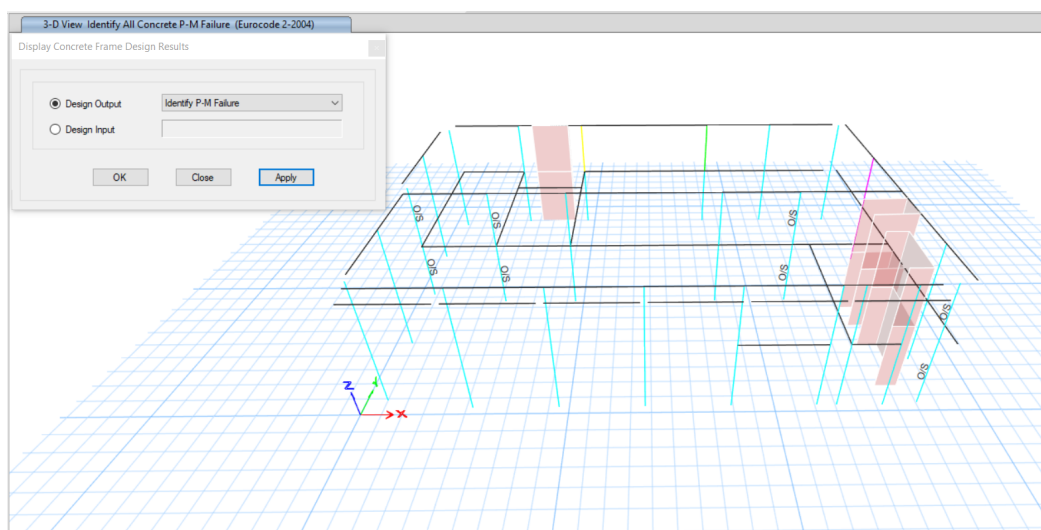 3-D View Identify All Concrete P-M Failure (Eurocode 2-2004)
Display Concrete Frame Design Results
x
Design Output
Identify P-M Failure
Design Input
OK
Close
Apply
O/S
O/S
O/S
O/S
O/S
O/S
O/S
O/S
Z
Y
X